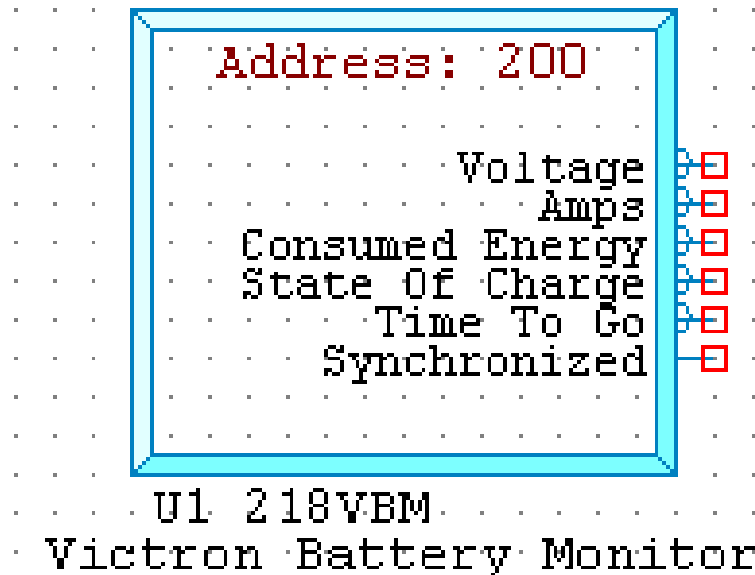 Address: 200
Voltage
Amps
Consumed Energy
State Of Charge
Time To Go
Synchronized
U1 218VBM
Victron Battery Monitor